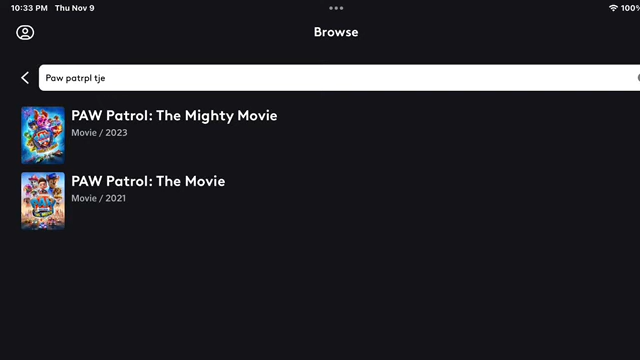 10:33 PM Thu Nov 9
100%
Browse
Paw patrpl tje
PAW Patrol: The Mighty Movie
Movie / 2023
PAW Patrol: The Movie
Movie / 2021
PAW